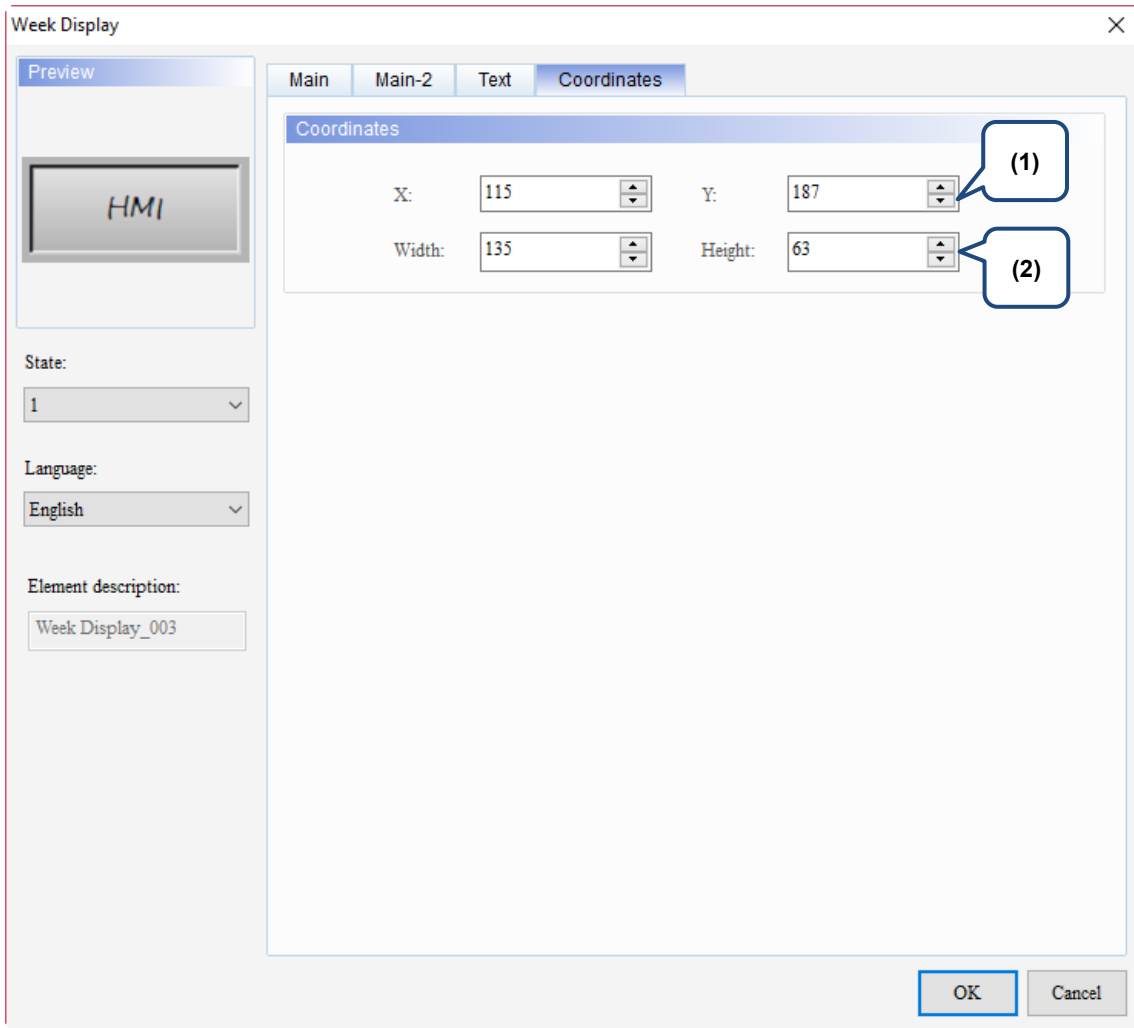 Week Display
Preview
HMI
State:
1
Language:
English
Element description:
Week Display_003
Main Main-2 Text Coordinates
Coordinates
X: 115 Y: 187
(1)
Width: 135 Height: 63
(2)
OK Cancel